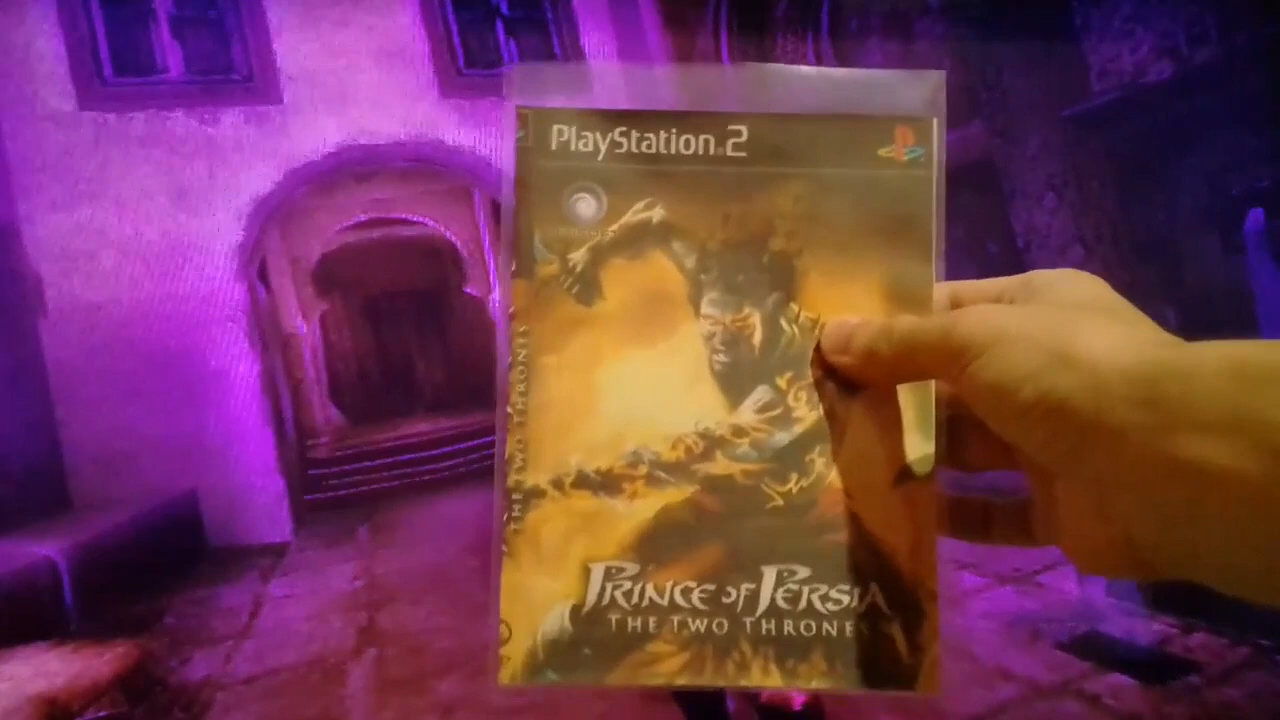 PlayStation.2
PRINCE OF PERSIA
THE TWO THRONES
THE TWO THRONES